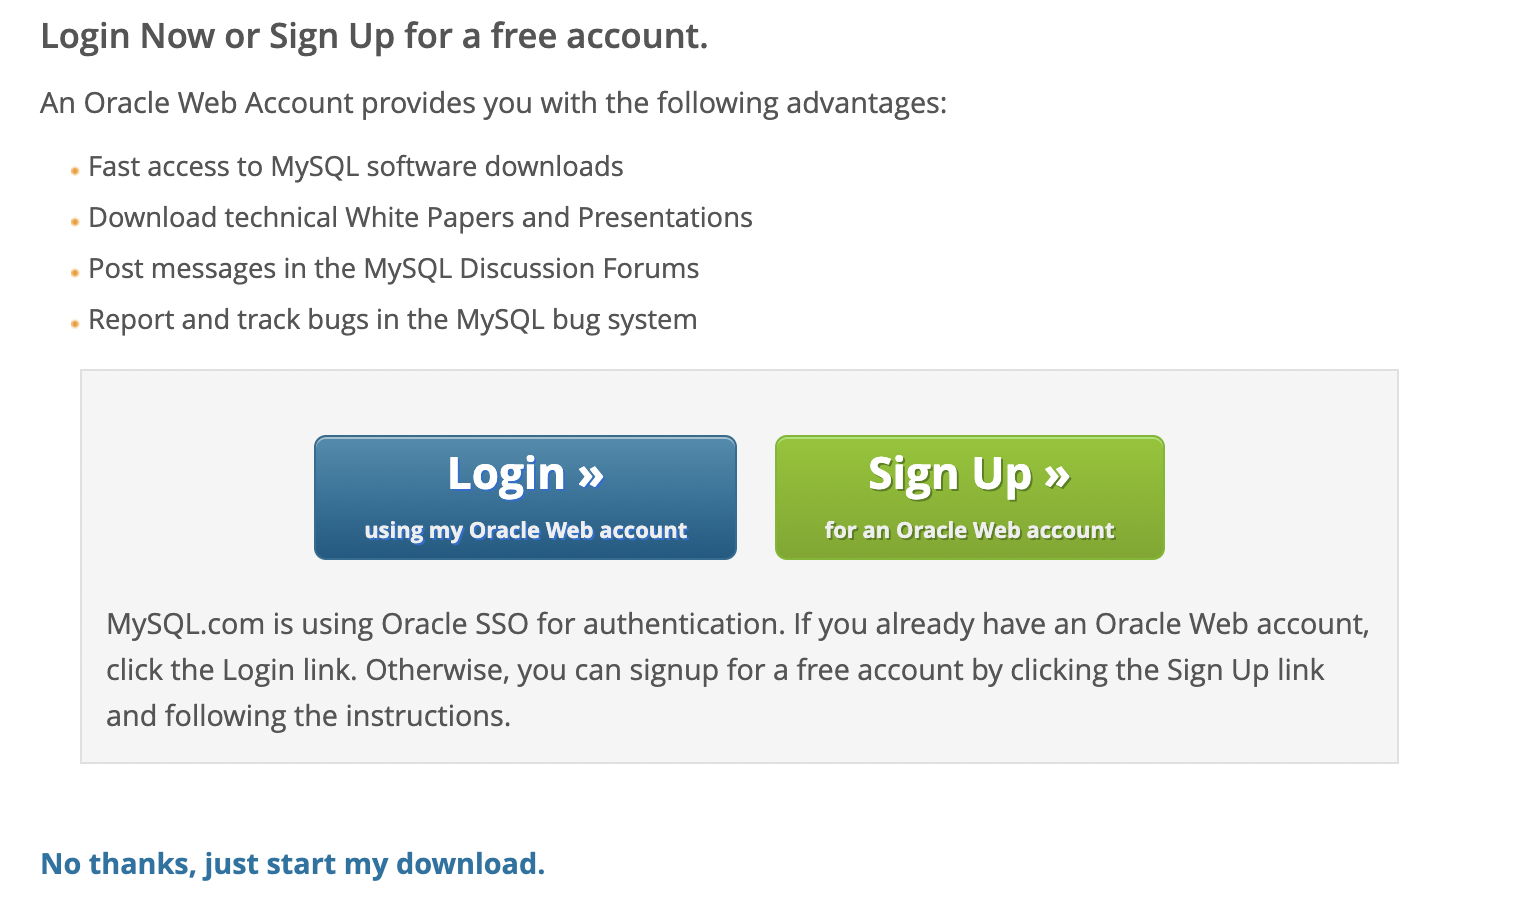 Login Now or Sign Up for a free account.
An Oracle Web Account provides you with the following advantages:
Fast access to MySQL software downloads
Download technical White Papers and Presentations
Post messages in the MySQL Discussion Forums
Report and track bugs in the MySQL bug system
Login »
using my Oracle Web account
Sign Up »
for an Oracle Web account
MySQL.com is using Oracle SSO for authentication. If you already have an Oracle Web account,
click the Login link. Otherwise, you can signup for a free account by clicking the Sign Up link
and following the instructions.
No thanks, just start my download.